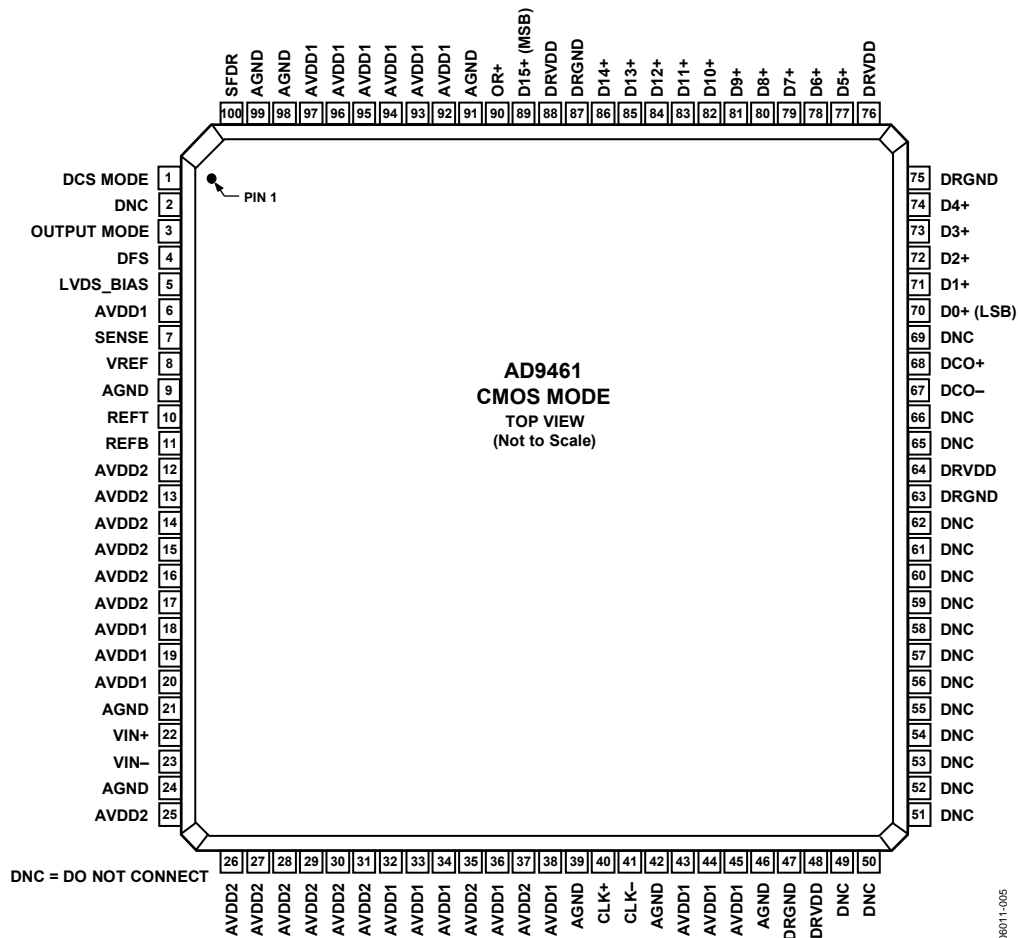 SFDR
AGND
AGND
AVDD1
AVDD1
AVDD1
AVDD1
AVDD1
AVDD1
AGND
OR+
D15+ (MSB)
DRVDD
DRGND
D14+
D13+
D12+
D11+
D10+
D9+
D8+
D7+
D6+
D5+
DRVDD
100 99 98 97 96 95 94 93 92 91 90 89 88 87 86 85 84 83 82 81 80 79 78 77 76
DCS MODE 1
DNC 2
OUTPUT MODE 3
DFS 4
LVDS_BIAS 5
AVDD1 6
SENSE 7
VREF 8
AGND 9
REFT 10
REFB 11
AVDD2 12
AVDD2 13
AVDD2 14
AVDD2 15
AVDD2 16
AVDD2 17
AVDD1 18
AVDD1 19
AVDD1 20
AGND 21
VIN+ 22
VIN– 23
AGND 24
AVDD2 25
PIN 1
AD9461
CMOS MODE
TOP VIEW
(Not to Scale)
75 DRGND
74 D4+
73 D3+
72 D2+
71 D1+
70 D0+ (LSB)
69 DNC
68 DCO+
67 DCO–
66 DNC
65 DNC
64 DRVDD
63 DRGND
62 DNC
61 DNC
60 DNC
59 DNC
58 DNC
57 DNC
56 DNC
55 DNC
54 DNC
53 DNC
52 DNC
51 DNC
26 27 28 29 30 31 32 33 34 35 36 37 38 39 40 41 42 43 44 45 46 47 48 49 50
AVDD2
AVDD2
AVDD2
AVDD2
AVDD2
AVDD2
AVDD1
AVDD1
AVDD1
AVDD2
AVDD1
AVDD2
AVDD1
AGND
CLK+
CLK–
AGND
AVDD1
AVDD1
AVDD1
AGND
DRGND
DRVDD
DNC
DNC
DNC = DO NOT CONNECT
06011-005